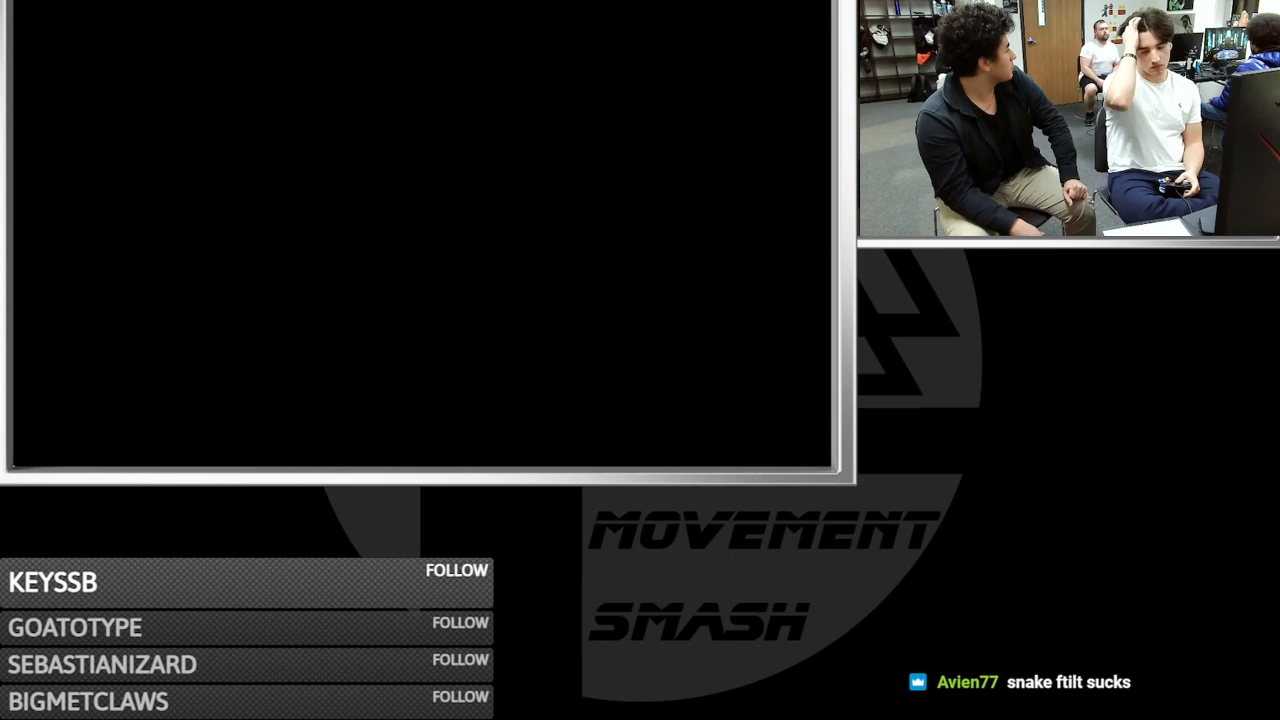 MOVEMENT
SMASH
KEYSSB FOLLOW
GOATOTYPE FOLLOW
SEBASTIANIZARD FOLLOW
BIGMETCLAWS FOLLOW
Avien77 snake ftilt sucks